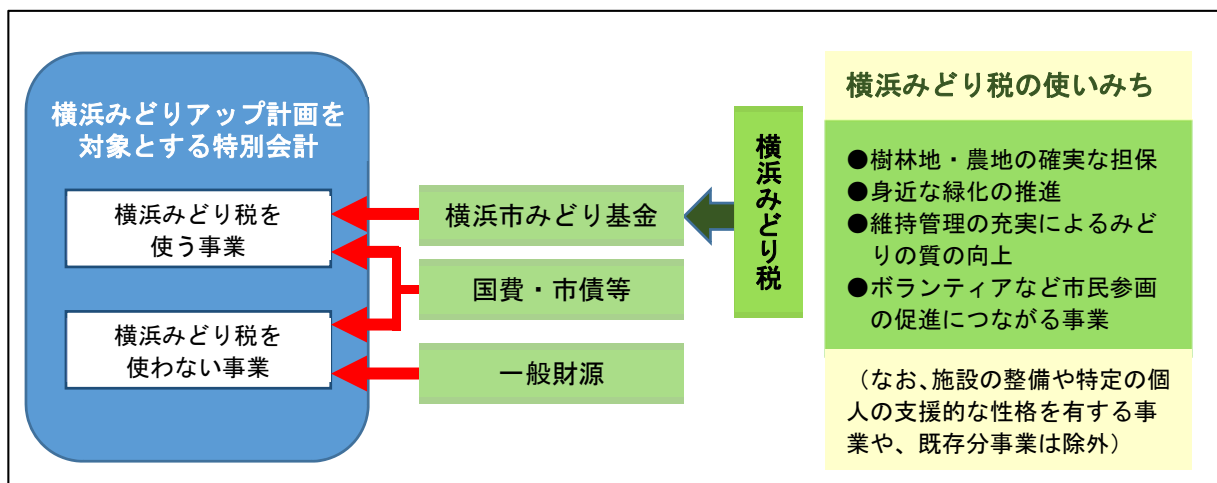 横浜みどりアップ計画を
対象とする特別会計
横浜みどり税を
使う事業
横浜みどり税を
使わない事業
横浜市みどり基金
国費・市債等
一般財源
横浜みどり税
横浜みどり税の使いみち
●樹林地・農地の確実な担保
●身近な緑化の推進
●維持管理の充実によるみど
りの質の向上
●ボランティアなど市民参画
の促進につながる事業
（なお、施設の整備や特定の個
人の支援的な性格を有する事
業や、既存分事業は除外）